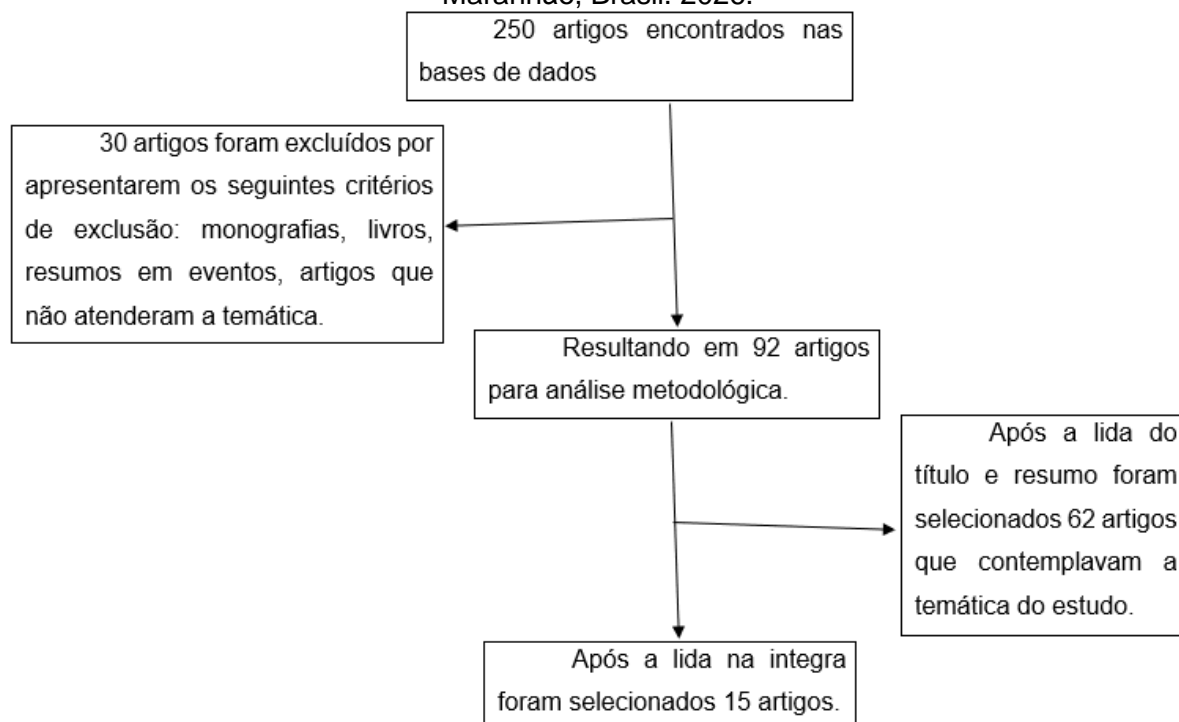 Maranhão, Brasil. 2023.
250 artigos encontrados nas
bases de dados
30 artigos foram excluídos por
apresentarem os seguintes critérios
de exclusão: monografias, livros,
resumos em eventos, artigos que
não atenderam a temática.
Resultando em 92 artigos
para análise metodológica.
Após a lida do
título e resumo foram
selecionados 62 artigos
que contemplavam a
temática do estudo.
Após a lida na integra
foram selecionados 15 artigos.